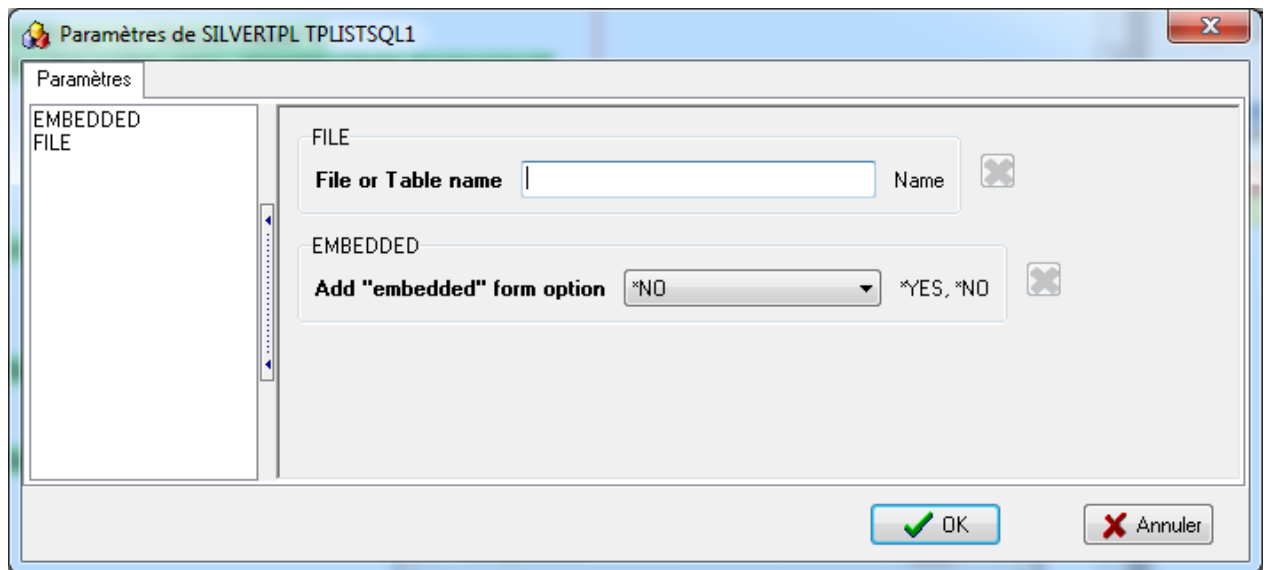 Paramètres de SILVERTPL TPLISTSQL1
Paramètres
EMBEDDED
FILE
FILE
File or Table name Name
EMBEDDED
Add "embedded" form option *NO *YES, *NO
OK Annuler